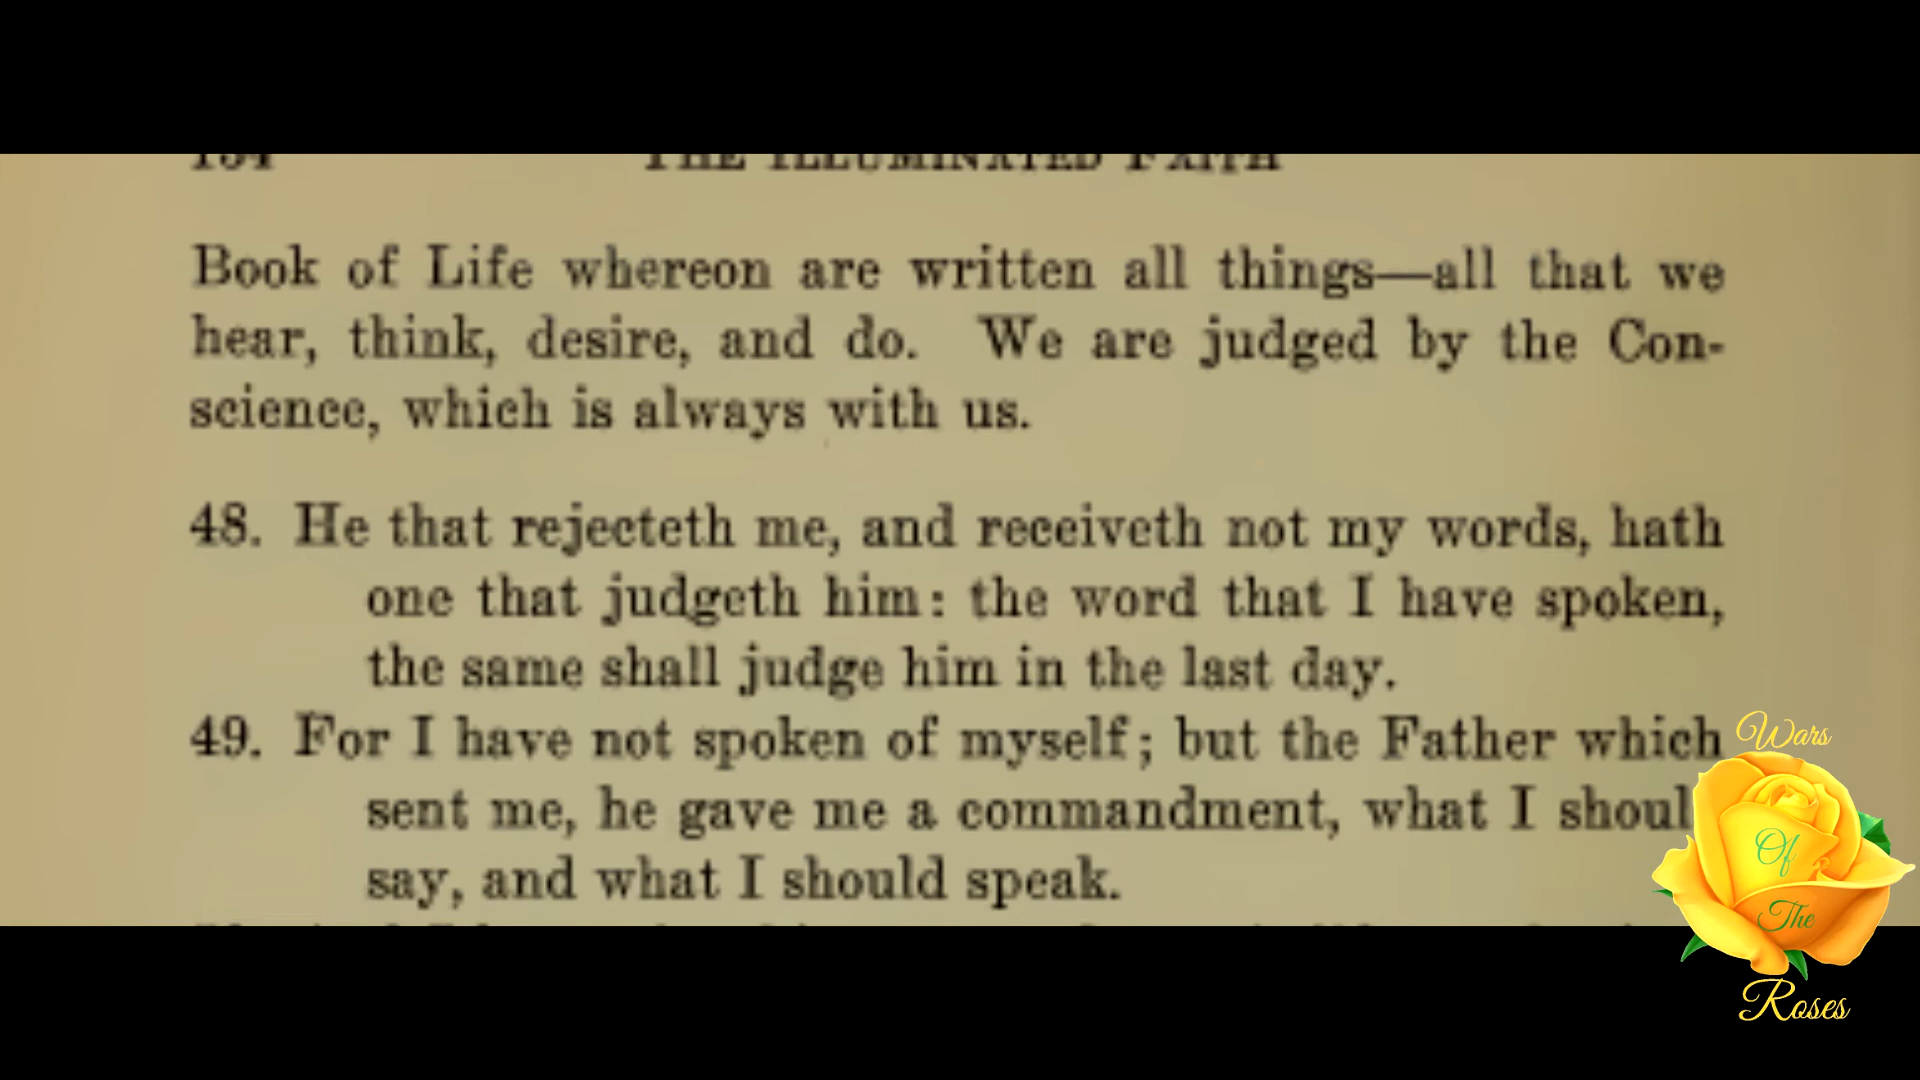 134 THE ILLUMINATED FAITH
Book of Life whereon are written all things—all that we
hear, think, desire, and do. We are judged by the Con-
science, which is always with us.
48. He that rejecteth me, and receiveth not my words, hath
one that judgeth him: the word that I have spoken,
the same shall judge him in the last day.
49. For I have not spoken of myself; but the Father which
sent me, he gave me a commandment, what I shoul
say, and what I should speak.
Wars
Of
The
Roses